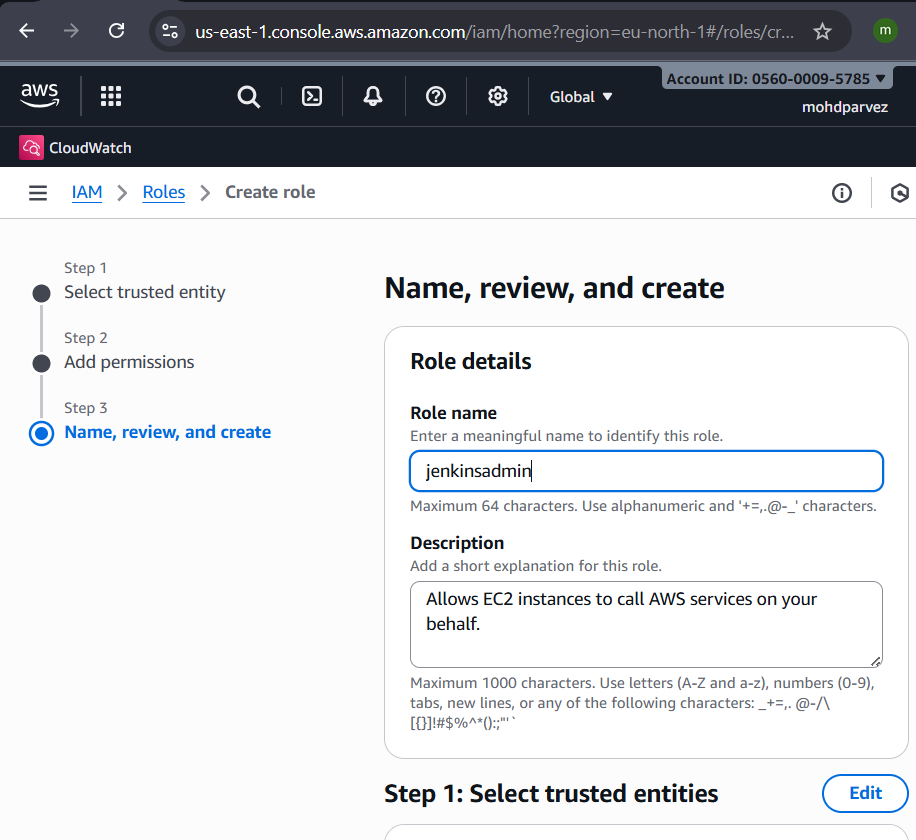 us-east-1.console.aws.amazon.com/iam/home?region=eu-north-1#/roles/cr...
m
aws
Global
Account ID: 0560-0009-5785
mohdparvez
CloudWatch
IAM
Roles
Create role
Step 1
Select trusted entity
Step 2
Add permissions
Step 3
Name, review, and create
Name, review, and create
Role details
Role name
Enter a meaningful name to identify this role.
jenkinsadmin
Maximum 64 characters. Use alphanumeric and '+=,.@-_' characters.
Description
Add a short explanation for this role.
Allows EC2 instances to call AWS services on your
behalf.
Maximum 1000 characters. Use letters (A-Z and a-z), numbers (0-9),
tabs, new lines, or any of the following characters: _+=,. @-/\
[{}]!#$%^*();:"'`
Step 1: Select trusted entities
Edit